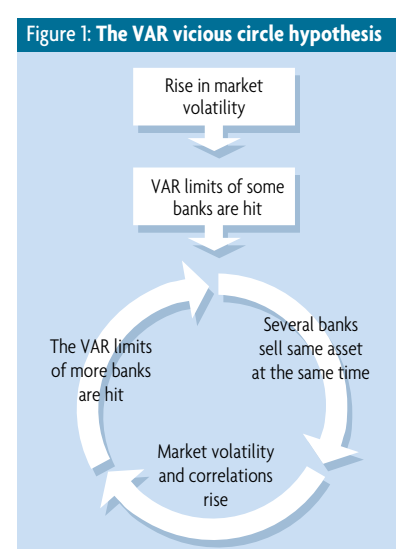 Figure 1: The VAR vicious circle hypothesis
Rise in market
volatility
VAR limits of some
banks are hit
Several banks
sell same asset
at the same time
Market volatility
and correlations
rise
The VAR limits
of more banks
are hit